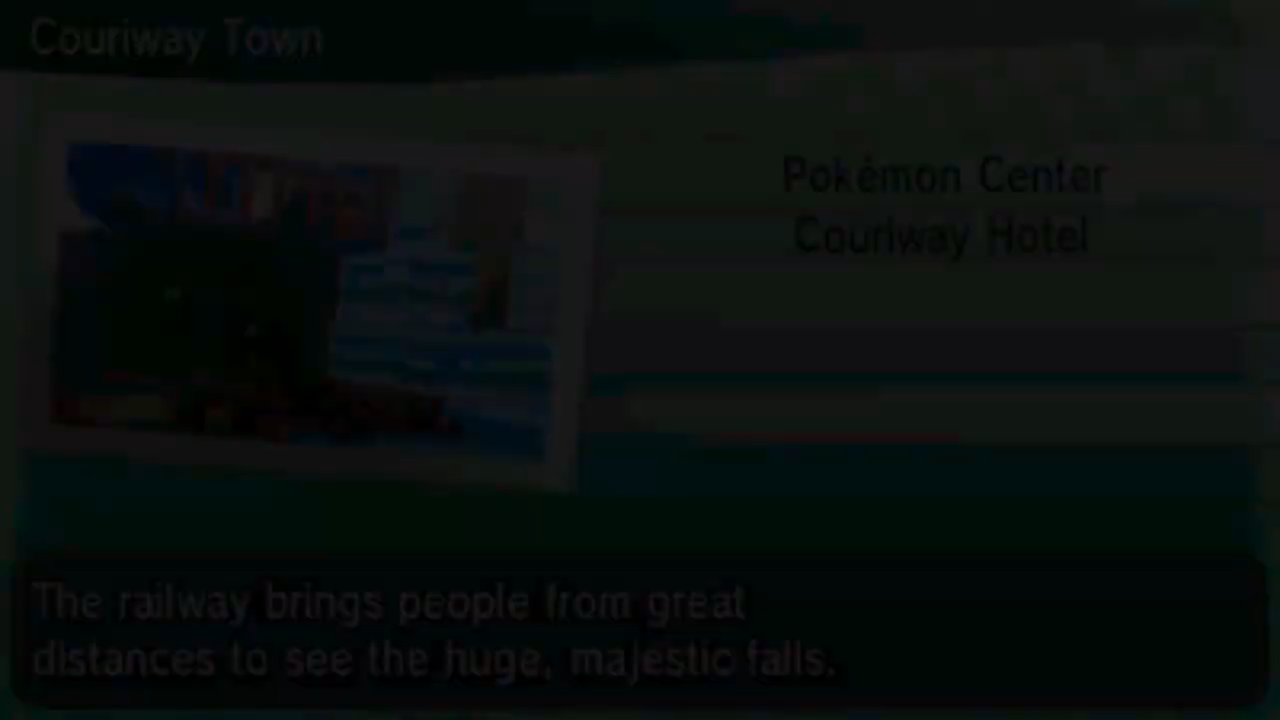 Couriway Town
Pokémon Center
Couriway Hotel
The railway brings people from great
distances to see the huge, majestic falls.